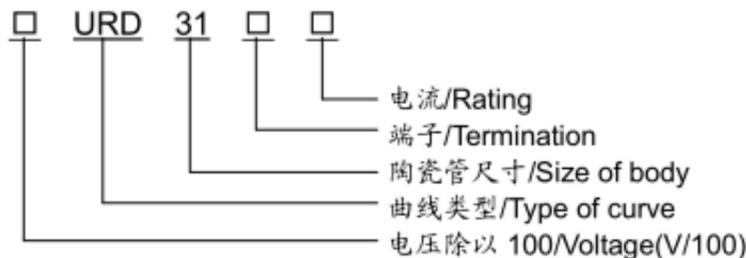 □ URD 31 □ □
电流/Rating
端子/Termination
陶瓷管尺寸/Size of body
曲线类型/Type of curve
电压除以 100/Voltage(V/100)